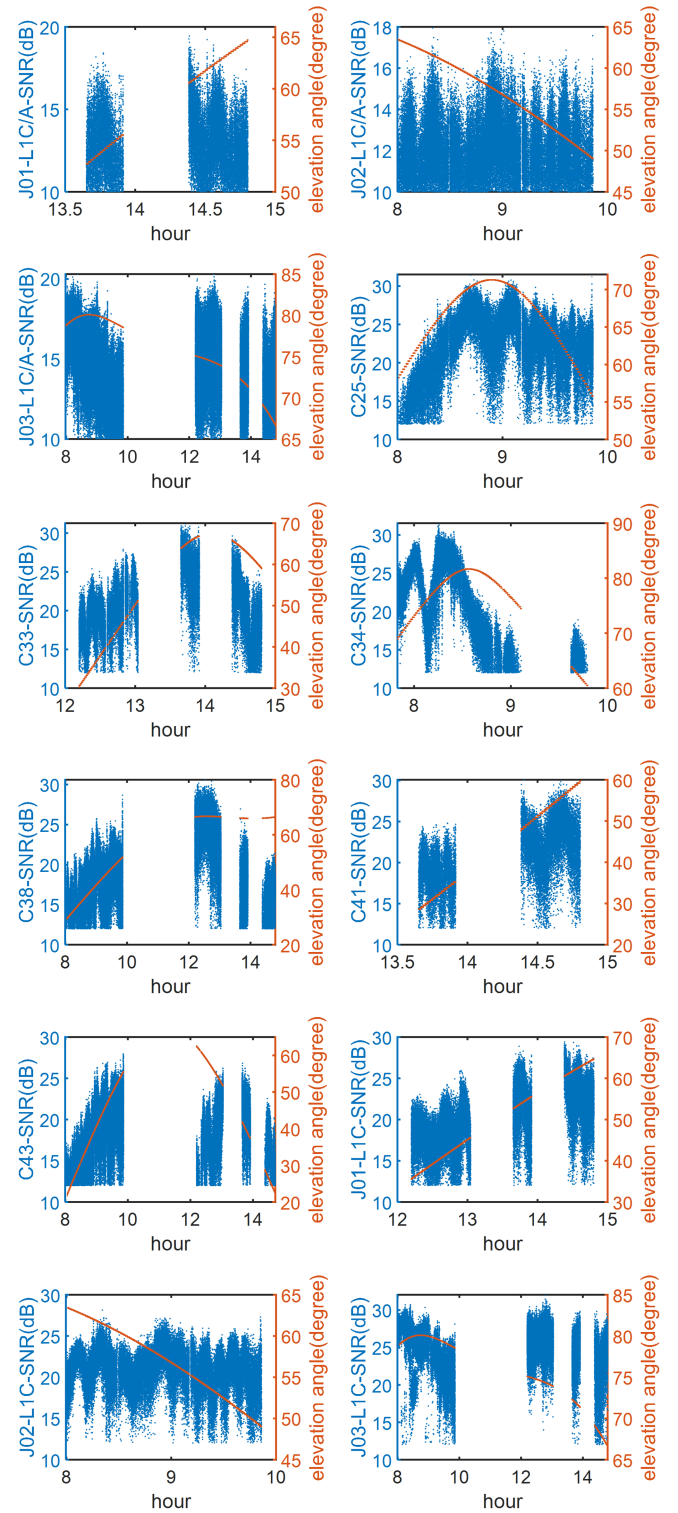 J01-L1C/A-SNR(dB)
20
15
10
65
60
55
50
elevation angle(degree)
13.5 14 14.5 15
hour
J02-L1C/A-SNR(dB)
18
16
14
12
10
65
60
55
50
45
elevation angle(degree)
8 9 10
hour
J03-L1C/A-SNR(dB)
20
15
10
85
80
75
70
65
elevation angle(degree)
8 10 12 14
hour
C25-SNR(dB)
30
25
20
15
10
70
65
60
55
50
elevation angle(degree)
8 9 10
hour
C33-SNR(dB)
30
25
20
15
10
70
60
50
40
30
elevation angle(degree)
12 13 14 15
hour
C34-SNR(dB)
30
25
20
15
10
90
80
70
60
elevation angle(degree)
8 9 10
hour
C38-SNR(dB)
30
25
20
15
10
80
60
40
20
elevation angle(degree)
8 10 12 14
hour
C41-SNR(dB)
30
25
20
15
10
60
50
40
30
20
elevation angle(degree)
13.5 14 14.5 15
hour
C43-SNR(dB)
30
25
20
15
10
60
50
40
30
20
elevation angle(degree)
8 10 12 14
hour
J01-L1C-SNR(dB)
30
25
20
15
10
70
60
50
40
30
elevation angle(degree)
12 13 14 15
hour
J02-L1C-SNR(dB)
30
25
20
15
10
65
60
55
50
45
elevation angle(degree)
8 9 10
hour
J03-L1C-SNR(dB)
30
25
20
15
10
85
80
75
70
65
elevation angle(degree)
8 10 12 14
hour